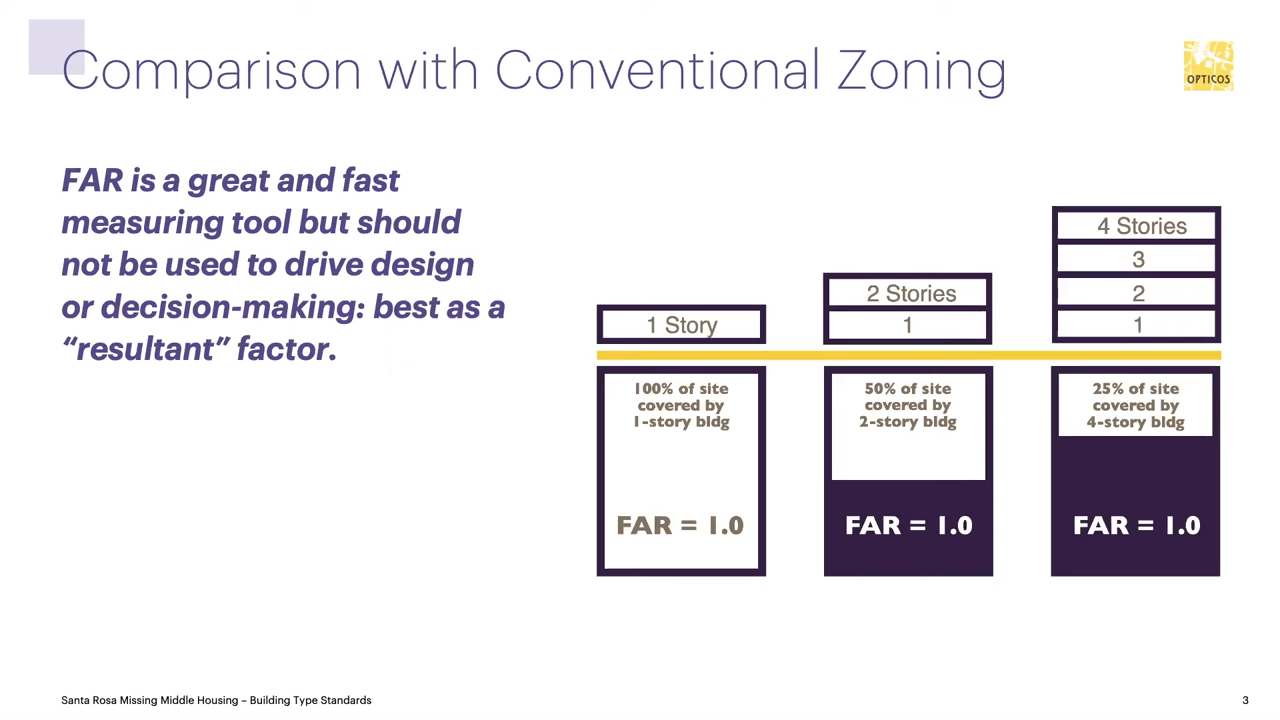 Comparison with Conventional Zoning
OPTICOS
FAR is a great and fast
measuring tool but should
not be used to drive design
or decision-making: best as a
“resultant” factor.
1 Story
2 Stories
1
4 Stories
3
2
1
100% of site
covered by
1-story bldg
FAR = 1.0
50% of site
covered by
2-story bldg
FAR = 1.0
25% of site
covered by
4-story bldg
FAR = 1.0
Santa Rosa Missing Middle Housing – Building Type Standards
3